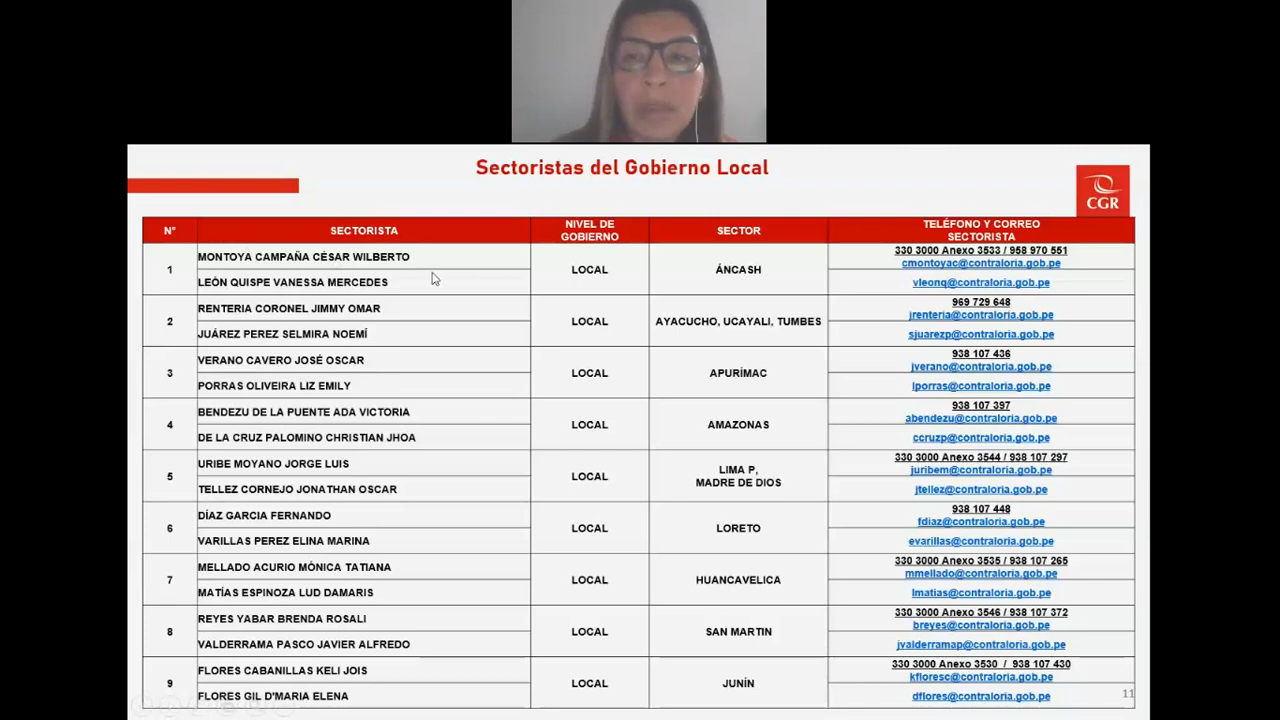 Sectoristas del Gobierno Local
CGR
N° SECTORISTA NIVEL DE GOBIERNO SECTOR TELÉFONO Y CORREO SECTORISTA
1 MONTOYA CAMPAÑA CÉSAR WILBERTO LOCAL ÁNCASH 330 3000 Anexo 3533 / 958 970 551
cmontoyac@contraloria.gob.pe
LEÓN QUISPE VANESSA MERCEDES vleonq@contraloria.gob.pe
2 RENTERIA CORONEL JIMMY OMAR LOCAL AYACUCHO, UCAYALI, TUMBES 969 729 648
jrenteria@contraloria.gob.pe
JUÁREZ PEREZ SELMIRA NOEMÍ sjuarezp@contraloria.gob.pe
3 VERANO CAVERO JOSÉ OSCAR LOCAL APURÍMAC 938 107 436
jverano@contraloria.gob.pe
PORRAS OLIVEIRA LIZ EMILY lporras@contraloria.gob.pe
4 BENDEZU DE LA PUENTE ADA VICTORIA LOCAL AMAZONAS 938 107 397
abendezu@contraloria.gob.pe
DE LA CRUZ PALOMINO CHRISTIAN JHOA ccruzp@contraloria.gob.pe
5 URIBE MOYANO JORGE LUIS LOCAL LIMA P, MADRE DE DIOS 330 3000 Anexo 3544 / 938 107 297
juribem@contraloria.gob.pe
TELLEZ CORNEJO JONATHAN OSCAR jtellez@contraloria.gob.pe
6 DÍAZ GARCIA FERNANDO LOCAL LORETO 938 107 448
fdiaz@contraloria.gob.pe
VARILLAS PEREZ ELINA MARINA evarillas@contraloria.gob.pe
7 MELLADO ACURIO MÓNICA TATIANA LOCAL HUANCAVELICA 330 3000 Anexo 3535 / 938 107 265
mmellado@contraloria.gob.pe
MATÍAS ESPINOZA LUD DAMARIS lmatias@contraloria.gob.pe
8 REYES YABAR BRENDA ROSALI LOCAL SAN MARTIN 330 3000 Anexo 3546 / 938 107 372
breyes@contraloria.gob.pe
VALDERRAMA PASCO JAVIER ALFREDO jvalderramap@contraloria.gob.pe
9 FLORES CABANILLAS KELI JOIS LOCAL JUNÍN 330 3000 Anexo 3530 / 938 107 430
kfloresc@contraloria.gob.pe
FLORES GIL D'MARIA ELENA dflores@contraloria.gob.pe
11